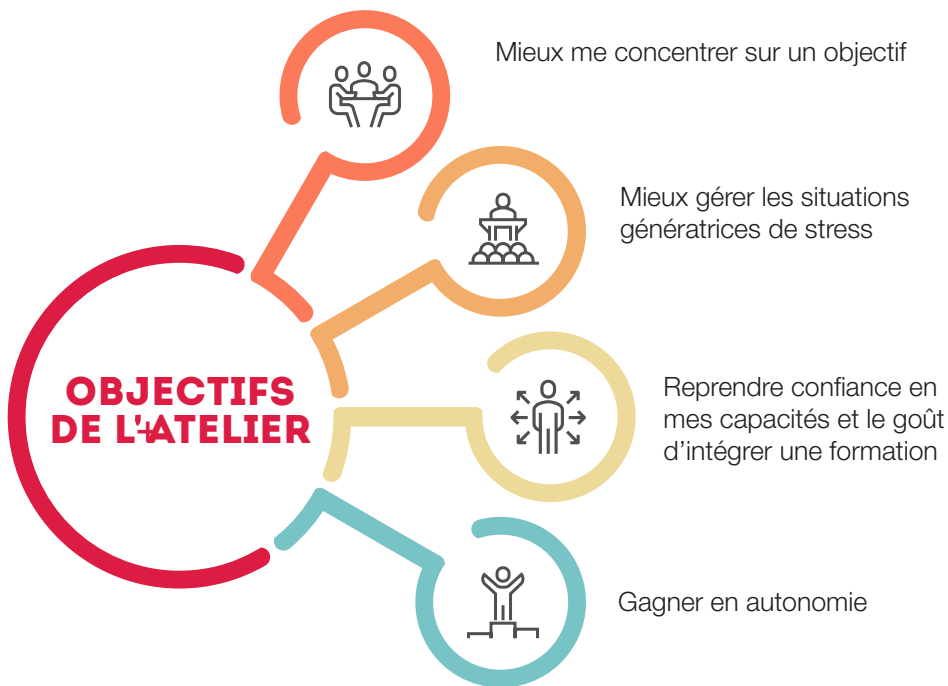 Mieux me concentrer sur un objectif
Mieux gérer les situations
génératrices de stress
OBJECTIFS
DE L'ATELIER
Reprendre confiance en
mes capacités et le goût
d'intégrer une formation
Gagner en autonomie